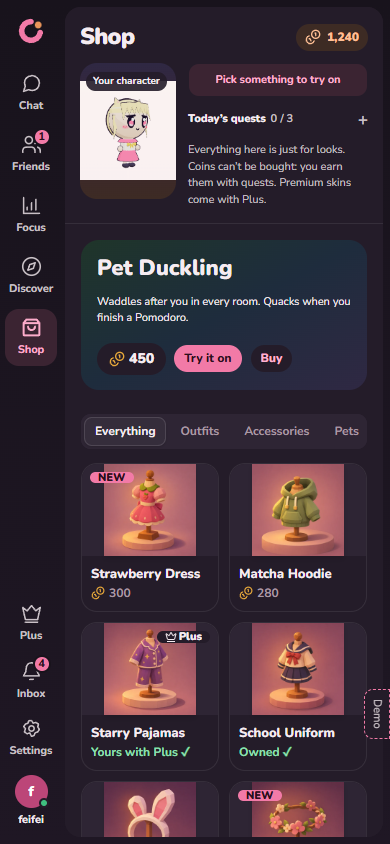 Shop
1,240
Your character
Pick something to try on
Today's quests 0 / 3 +
Everything here is just for looks.
Coins can't be bought: you earn
them with quests. Premium skins
come with Plus.
Chat
1
Friends
Focus
Discover
Shop
Pet Duckling
Waddles after you in every room. Quacks when you
finish a Pomodoro.
450
Try it on
Buy
Everything
Outfits
Accessories
Pets
NEW
Strawberry Dress
300
Matcha Hoodie
280
Plus
Starry Pajamas
Yours with Plus ✓
School Uniform
Owned ✓
NEW
Demo
Plus
4
Inbox
Settings
f
feifei